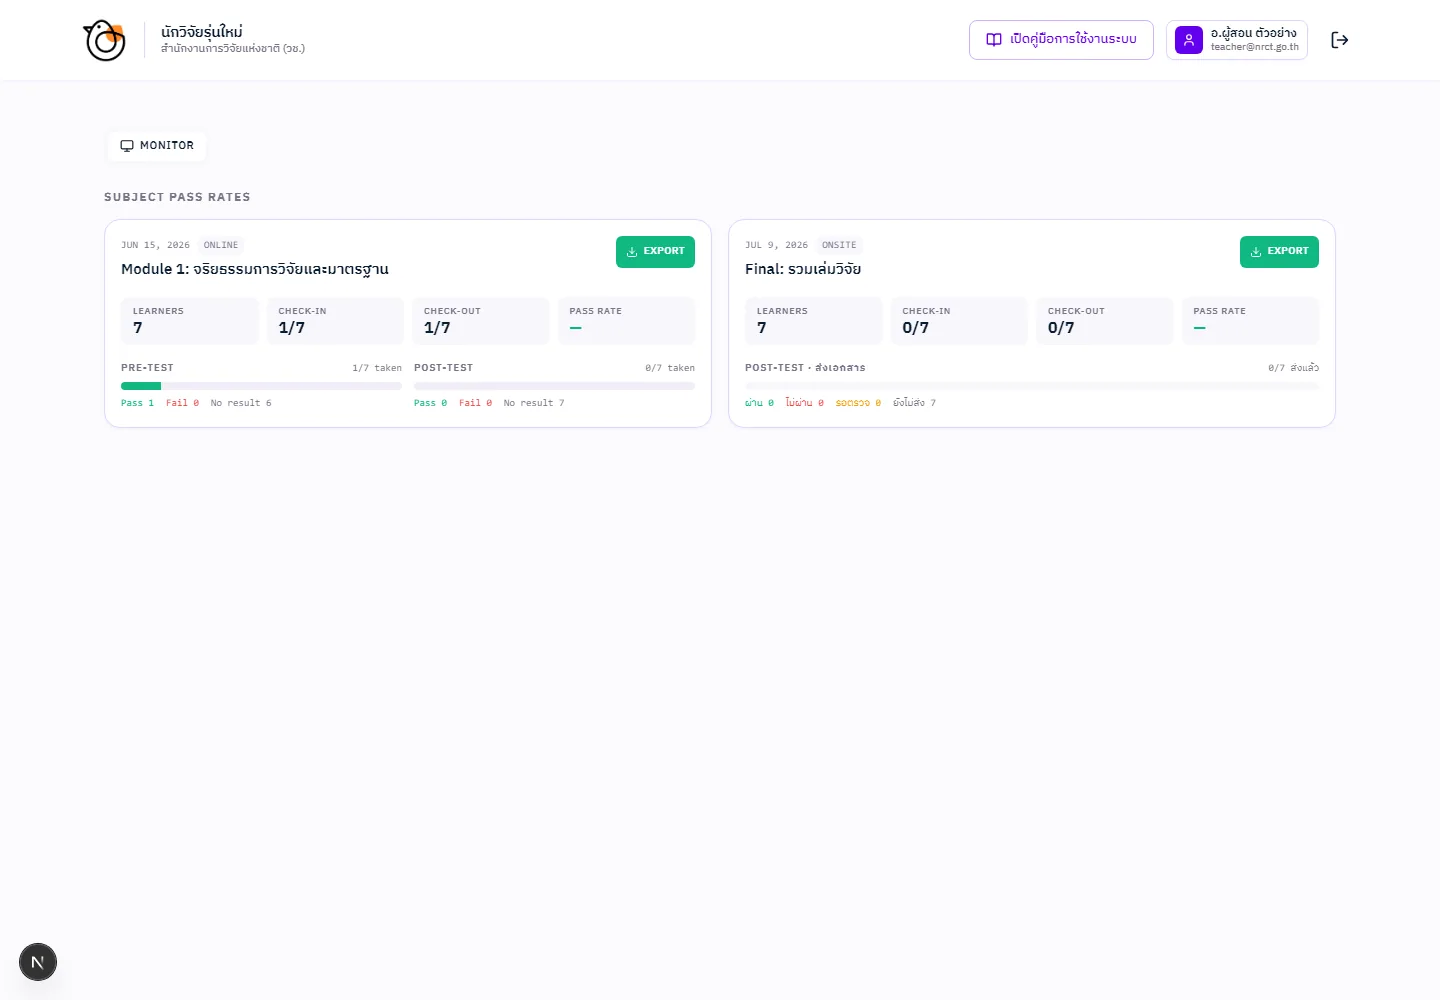 นักวิจัยรุ่นใหม่
สำนักงานการวิจัยแห่งชาติ (วช.)
เปิดคู่มือการใช้งานระบบ
อ.ผู้สอน ตัวอย่าง
teacher@nrct.go.th
MONITOR
SUBJECT PASS RATES
JUN 15, 2026 ONLINE
EXPORT
Module 1: จริยธรรมการวิจัยและมาตรฐาน
LEARNERS CHECK-IN CHECK-OUT PASS RATE
7 1/7 1/7 —
PRE-TEST 1/7 taken POST-TEST 0/7 taken
Pass 1 Fail 0 No result 6 Pass 0 Fail 0 No result 7
JUL 9, 2026 ONSITE
EXPORT
Final: รวมเล่มวิจัย
LEARNERS CHECK-IN CHECK-OUT PASS RATE
7 0/7 0/7 —
POST-TEST · ส่งเอกสาร 0/7 ส่งแล้ว
ผ่าน 0 ไม่ผ่าน 0 รอตรวจ 0 ยังไม่ส่ง 7
N